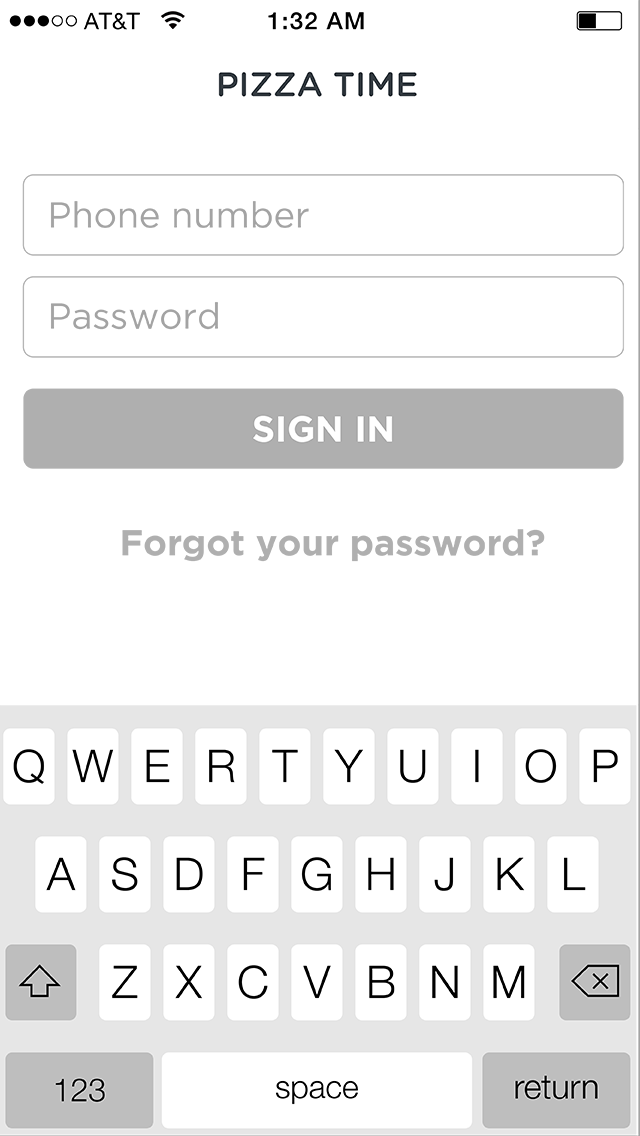 AT&T 1:32 AM
PIZZA TIME
Phone number
Password
SIGN IN
Forgot your password?
Q W E R T Y U I O P
A S D F G H J K L
Z X C V B N M
123 space return